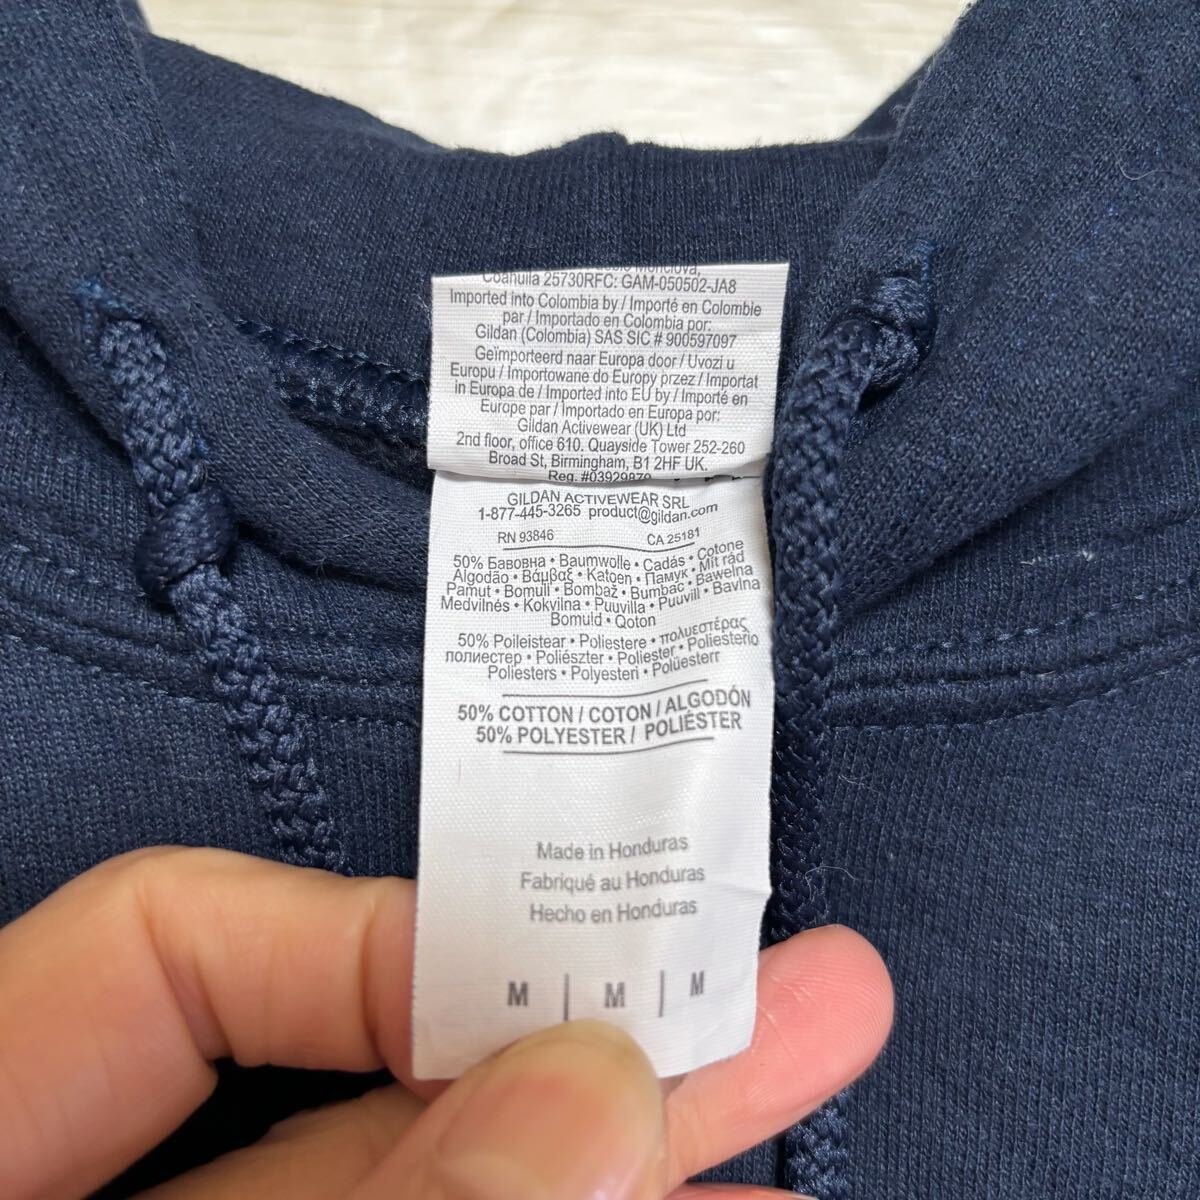 Monclova,
Coahuila 25730RFC: GAM-050502-JA8
Imported into Colombia by / Importé en Colombie
par / Importado en Colombia por:
Gildan (Colombia) SAS SIC # 900597097
Geïmporteerd naar Europa door / Uvozi u
Europu / Importowane do Europy przez / Importat
in Europa de / Imported into EU by / Importé en
Europe par / Importado en Europa por:
Gildan Activewear (UK) Ltd
2nd floor, office 610. Quayside Tower 252-260
Broad St, Birmingham, B1 2HF UK.
Reg. #03929879
GILDAN ACTIVEWEAR SRL
1-877-445-3265 product@gildan.com
RN 93846 CA 25181
50% Бавовна • Baumwolle • Cadás • Cotone
Algodão • Βάμβαξ • Katoen • Памук • Mit rád
Pamut • Bomull • Bombaž • Bumbac • Bawełna
Medvilnės • Kokvilna • Puuvilla • Puuvill • Bavlna
Bomuld • Qoton
50% Poileistear • Poliestere • πολυεστέρας
полиестер • Poliészter • Poliester • Poliesterio
Poliesters • Polyesteri • Polüesterr
50% COTTON / COTON / ALGODÓN
50% POLYESTER / POLIÉSTER
Made in Honduras
Fabriqué au Honduras
Hecho en Honduras
M | M | M